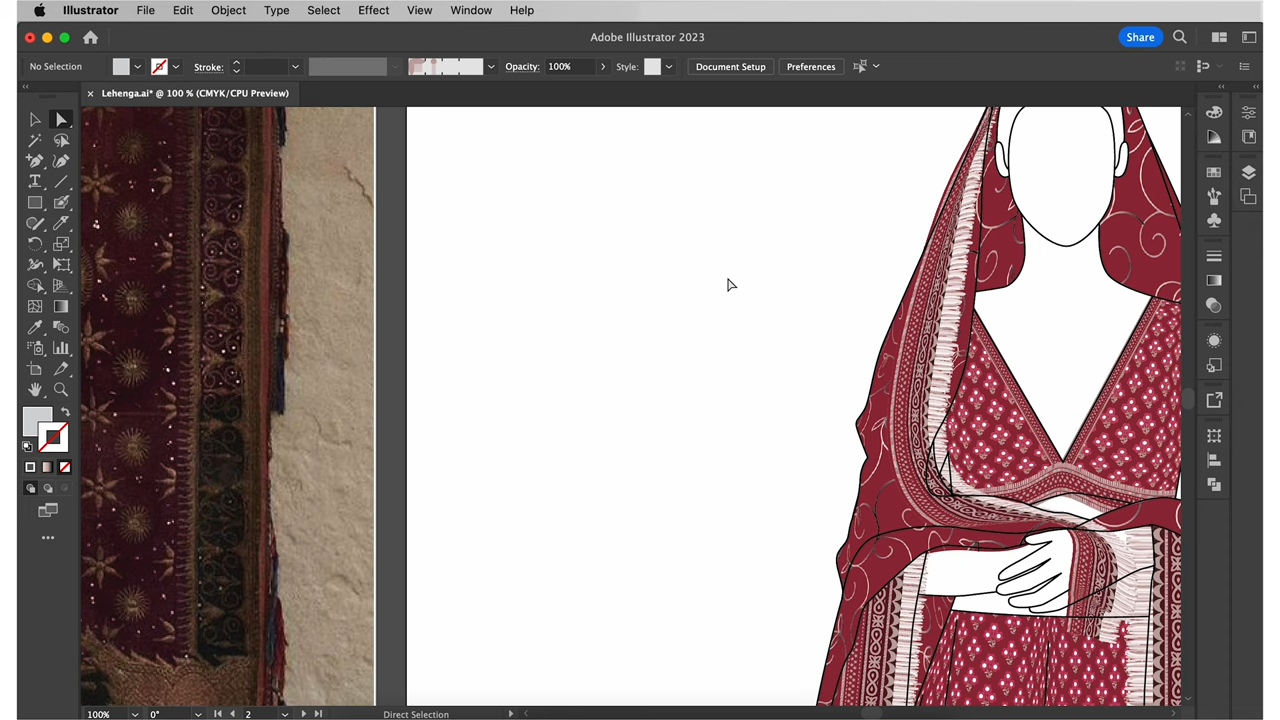 Illustrator File Edit Object Type Select Effect View Window Help
Adobe Illustrator 2023
Share
No Selection Stroke: Opacity: 100% Style: Document Setup Preferences
× Lehenga.ai* @ 100 % (CMYK/CPU Preview)
100% 0° 2 Direct Selection